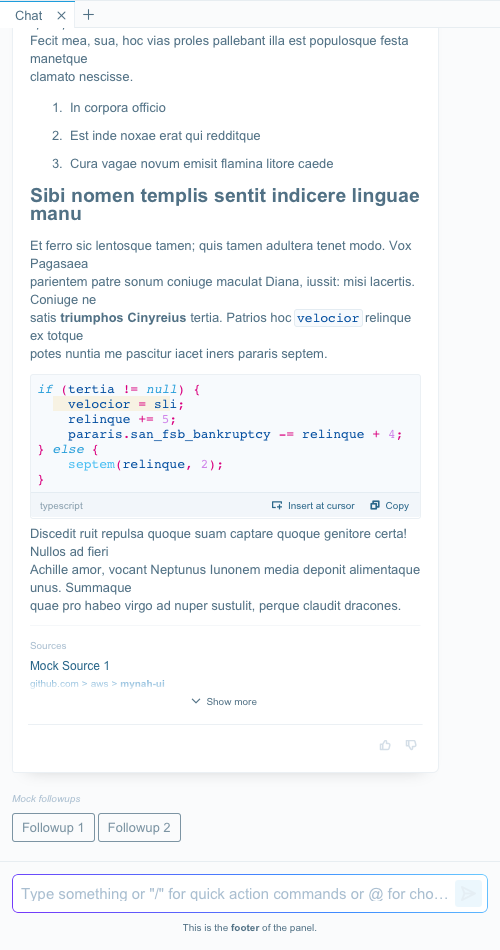 Chat
Fecit mea, sua, hoc vias proles pallebant illa est populosque festa
manetque
clamato nescisse.
1. In corpora officio
2. Est inde noxae erat qui redditque
3. Cura vagae novum emisit flamina litore caede
Sibi nomen templis sentit indicere linguae
manu
Et ferro sic lentosque tamen; quis tamen adultera tenet modo. Vox
Pagasaea
parientem patre sonum coniuge maculat Diana, iussit: misi lacertis.
Coniuge ne
satis triumphos Cinyreius tertia. Patrios hoc velocior relinque
ex totque
potes nuntia me pascitur iacet iners pararis septem.
if (tertia != null) {
    velocior = sli;
    relinque += 5;
    pararis.san_fsb_bankruptcy -= relinque + 4;
} else {
    septem(relinque, 2);
}
typescript
Insert at cursor
Copy
Discedit ruit repulsa quoque suam captare quoque genitore certa!
Nullos ad fieri
Achille amor, vocant Neptunus Iunonem media deponit alimentaque
unus. Summaque
quae pro habeo virgo ad nuper sustulit, perque claudit dracones.
Sources
Mock Source 1
github.com > aws > mynah-ui
Show more
Mock followups
Followup 1
Followup 2
Type something or "/" for quick action commands or @ for cho...
This is the footer of the panel.